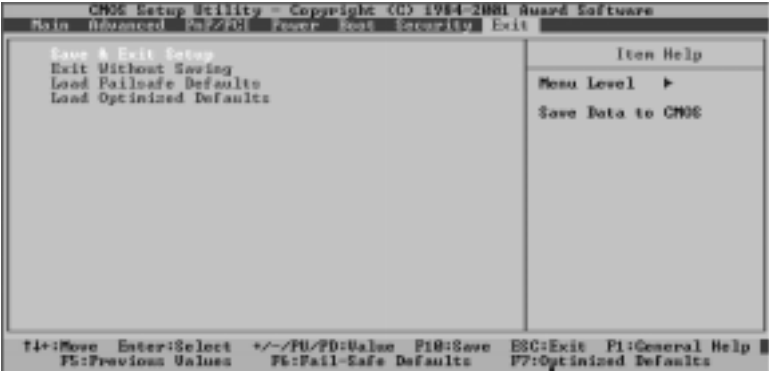 CMOS Setup Utility - Copyright (C) 1984-2001 Award Software
Main Advanced PnP/PCI Power Boot Security Exit
Save & Exit Setup
Exit Without Saving
Load Failsafe Defaults
Load Optimized Defaults
Item Help
Menu Level ▶
Save Data to CMOS
↑↓←:Move Enter:Select +/-/PU/PD:Value F10:Save ESC:Exit F1:General Help
F5:Previous Values F6:Fail-Safe Defaults F7:Optimized Defaults